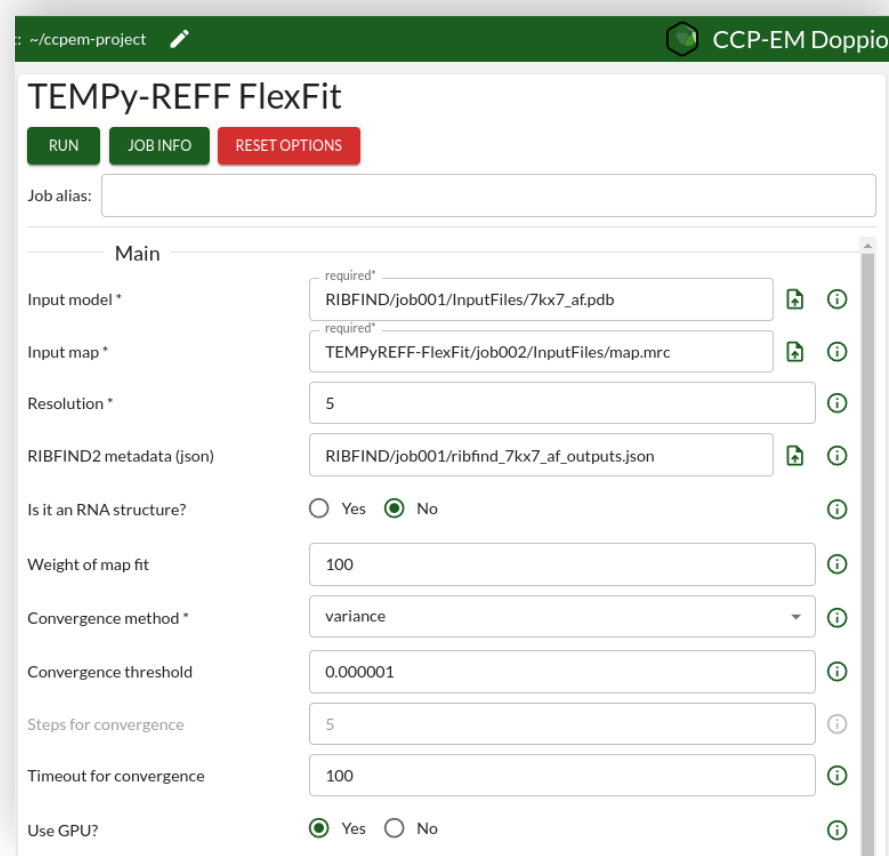 : ~/ccpem-project
CCP-EM Doppio
TEMPy-REFF FlexFit
RUN JOB INFO RESET OPTIONS
Job alias:
Main
required*
Input model * RIBFIND/job001/InputFiles/7kx7_af.pdb
required*
Input map * TEMPyREFF-FlexFit/job002/InputFiles/map.mrc
Resolution * 5
RIBFIND2 metadata (json) RIBFIND/job001/ribfind_7kx7_af_outputs.json
Is it an RNA structure? Yes No
Weight of map fit 100
Convergence method * variance
Convergence threshold 0.000001
Steps for convergence 5
Timeout for convergence 100
Use GPU? Yes No